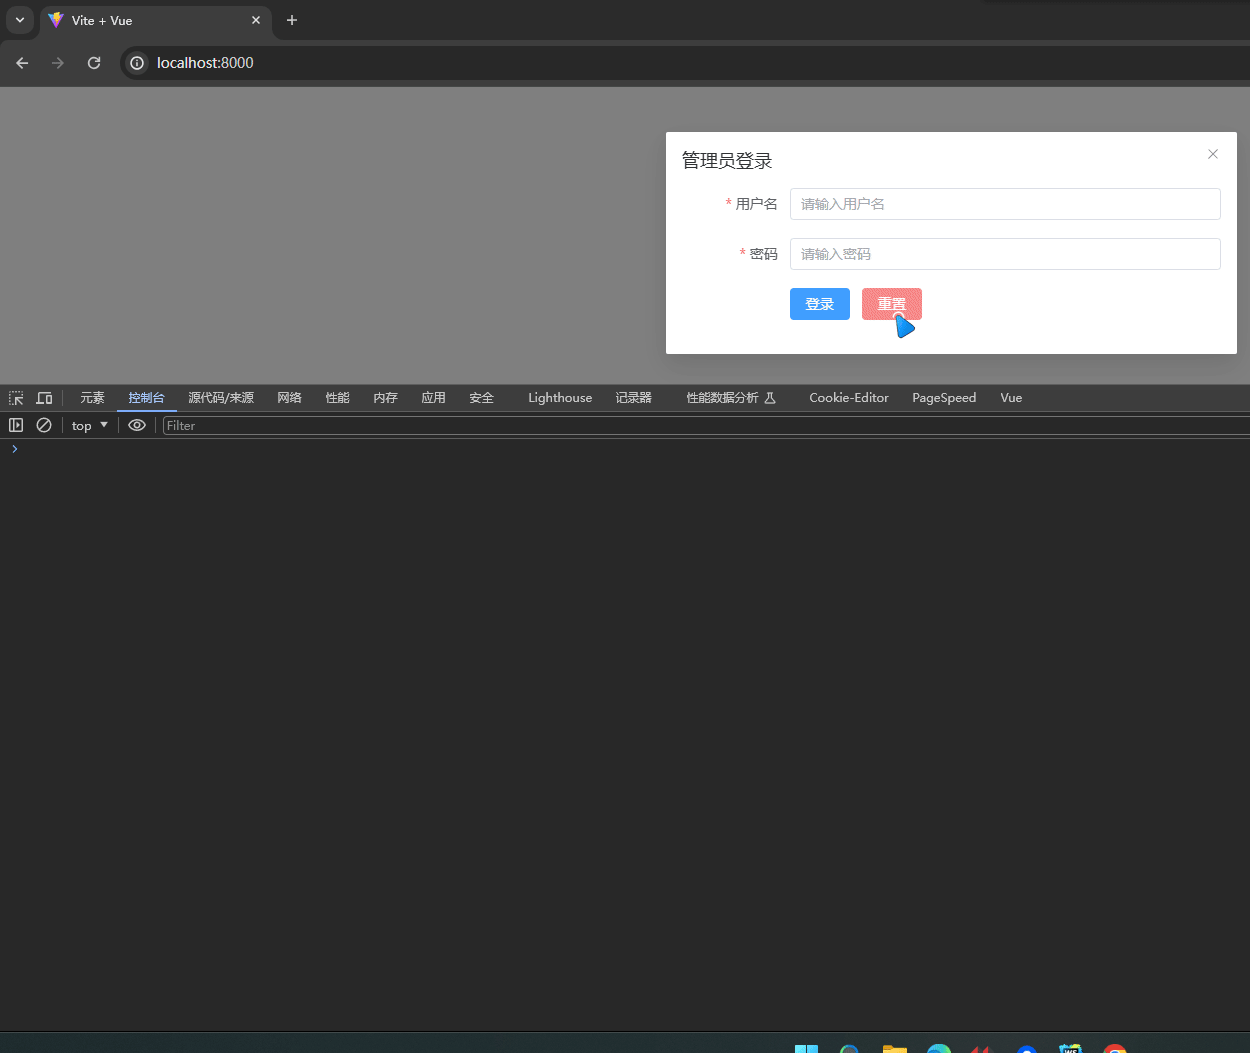 Vite + Vue
localhost:8000
管理员登录
* 用户名 请输入用户名
* 密码 请输入密码
登录 重置
元素 控制台 源代码/来源 网络 性能 内存 应用 安全 Lighthouse 记录器 性能数据分析 Cookie-Editor PageSpeed Vue
top Filter